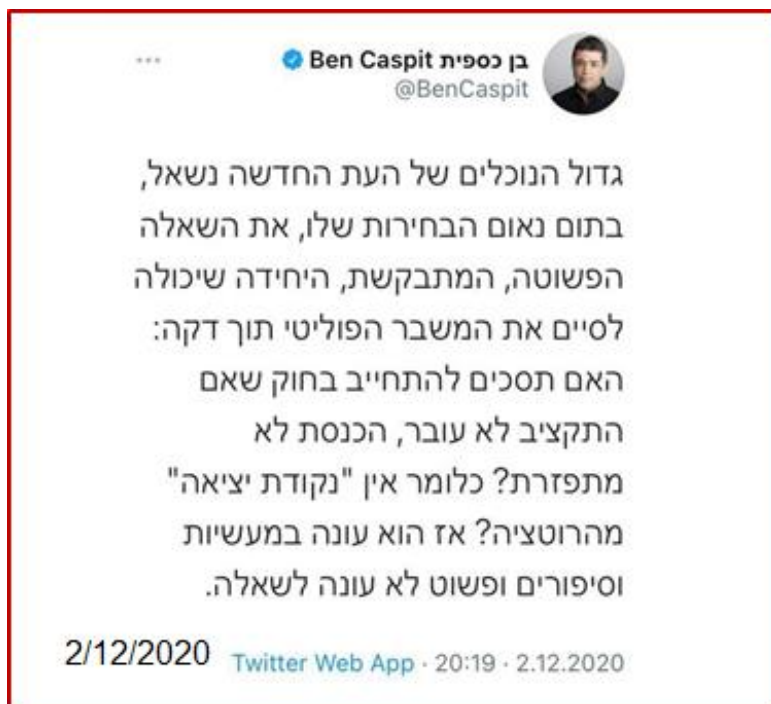 בן כספית Ben Caspit
@BenCaspit
גדול הנוכלים של העת החדשה נשאל,
בתום נאום הבחירות שלו, את השאלה
הפשוטה, המתבקשת, היחידה שיכולה
לסיים את המשבר הפוליטי תוך דקה:
האם תסכים להתחייב בחוק שאם
התקציב לא עובר, הכנסת לא
מתפזרת? כלומר אין "נקודת יציאה"
מהרוטציה? אז הוא עונה במעשיות
וסיפורים ופשוט לא עונה לשאלה.
2/12/2020 Twitter Web App · 20:19 · 2.12.2020